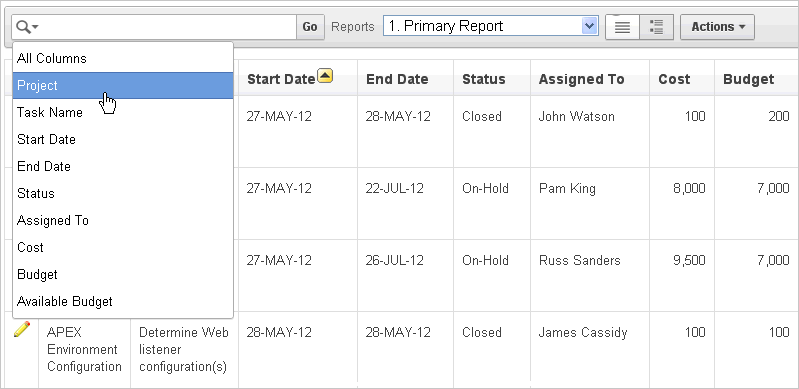 Go Reports 1. Primary Report Actions
All Columns
Project
Task Name
Start Date
End Date
Status
Assigned To
Cost
Budget
Available Budget
Start Date End Date Status Assigned To Cost Budget
27-MAY-12 28-MAY-12 Closed John Watson 100 200
27-MAY-12 22-JUL-12 On-Hold Pam King 8,000 7,000
27-MAY-12 26-JUL-12 On-Hold Russ Sanders 9,500 7,000
APEX Determine Web 28-MAY-12 28-MAY-12 Closed James Cassidy 100 100
Environment listener
Configuration configuration(s)